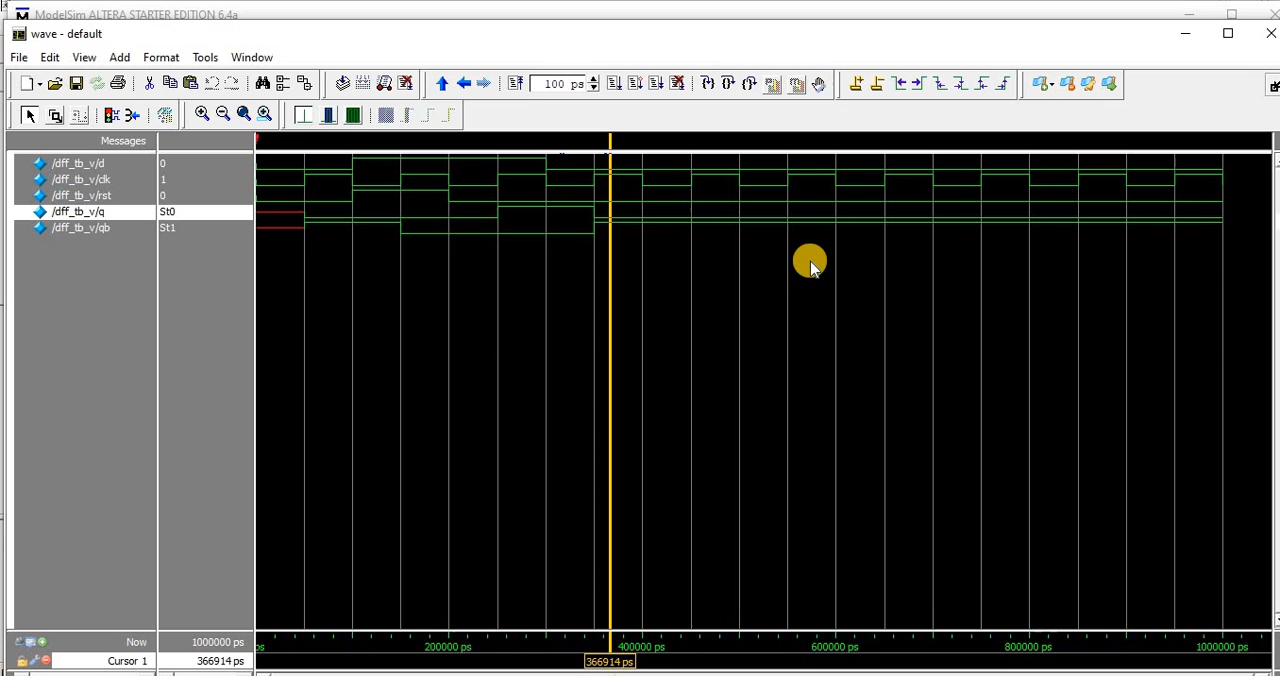 ModelSim ALTERA STARTER EDITION 6.4a
wave - default
File Edit View Add Format Tools Window
100 ps
Messages
/dff_tb_v/d 0
/dff_tb_v/clk 1
/dff_tb_v/rst 0
/dff_tb_v/q St0
/dff_tb_v/qb St1
Now 1000000 ps
ps 200000 ps 400000 ps 600000 ps 800000 ps 1000000 ps
Cursor 1 366914 ps
366914 ps